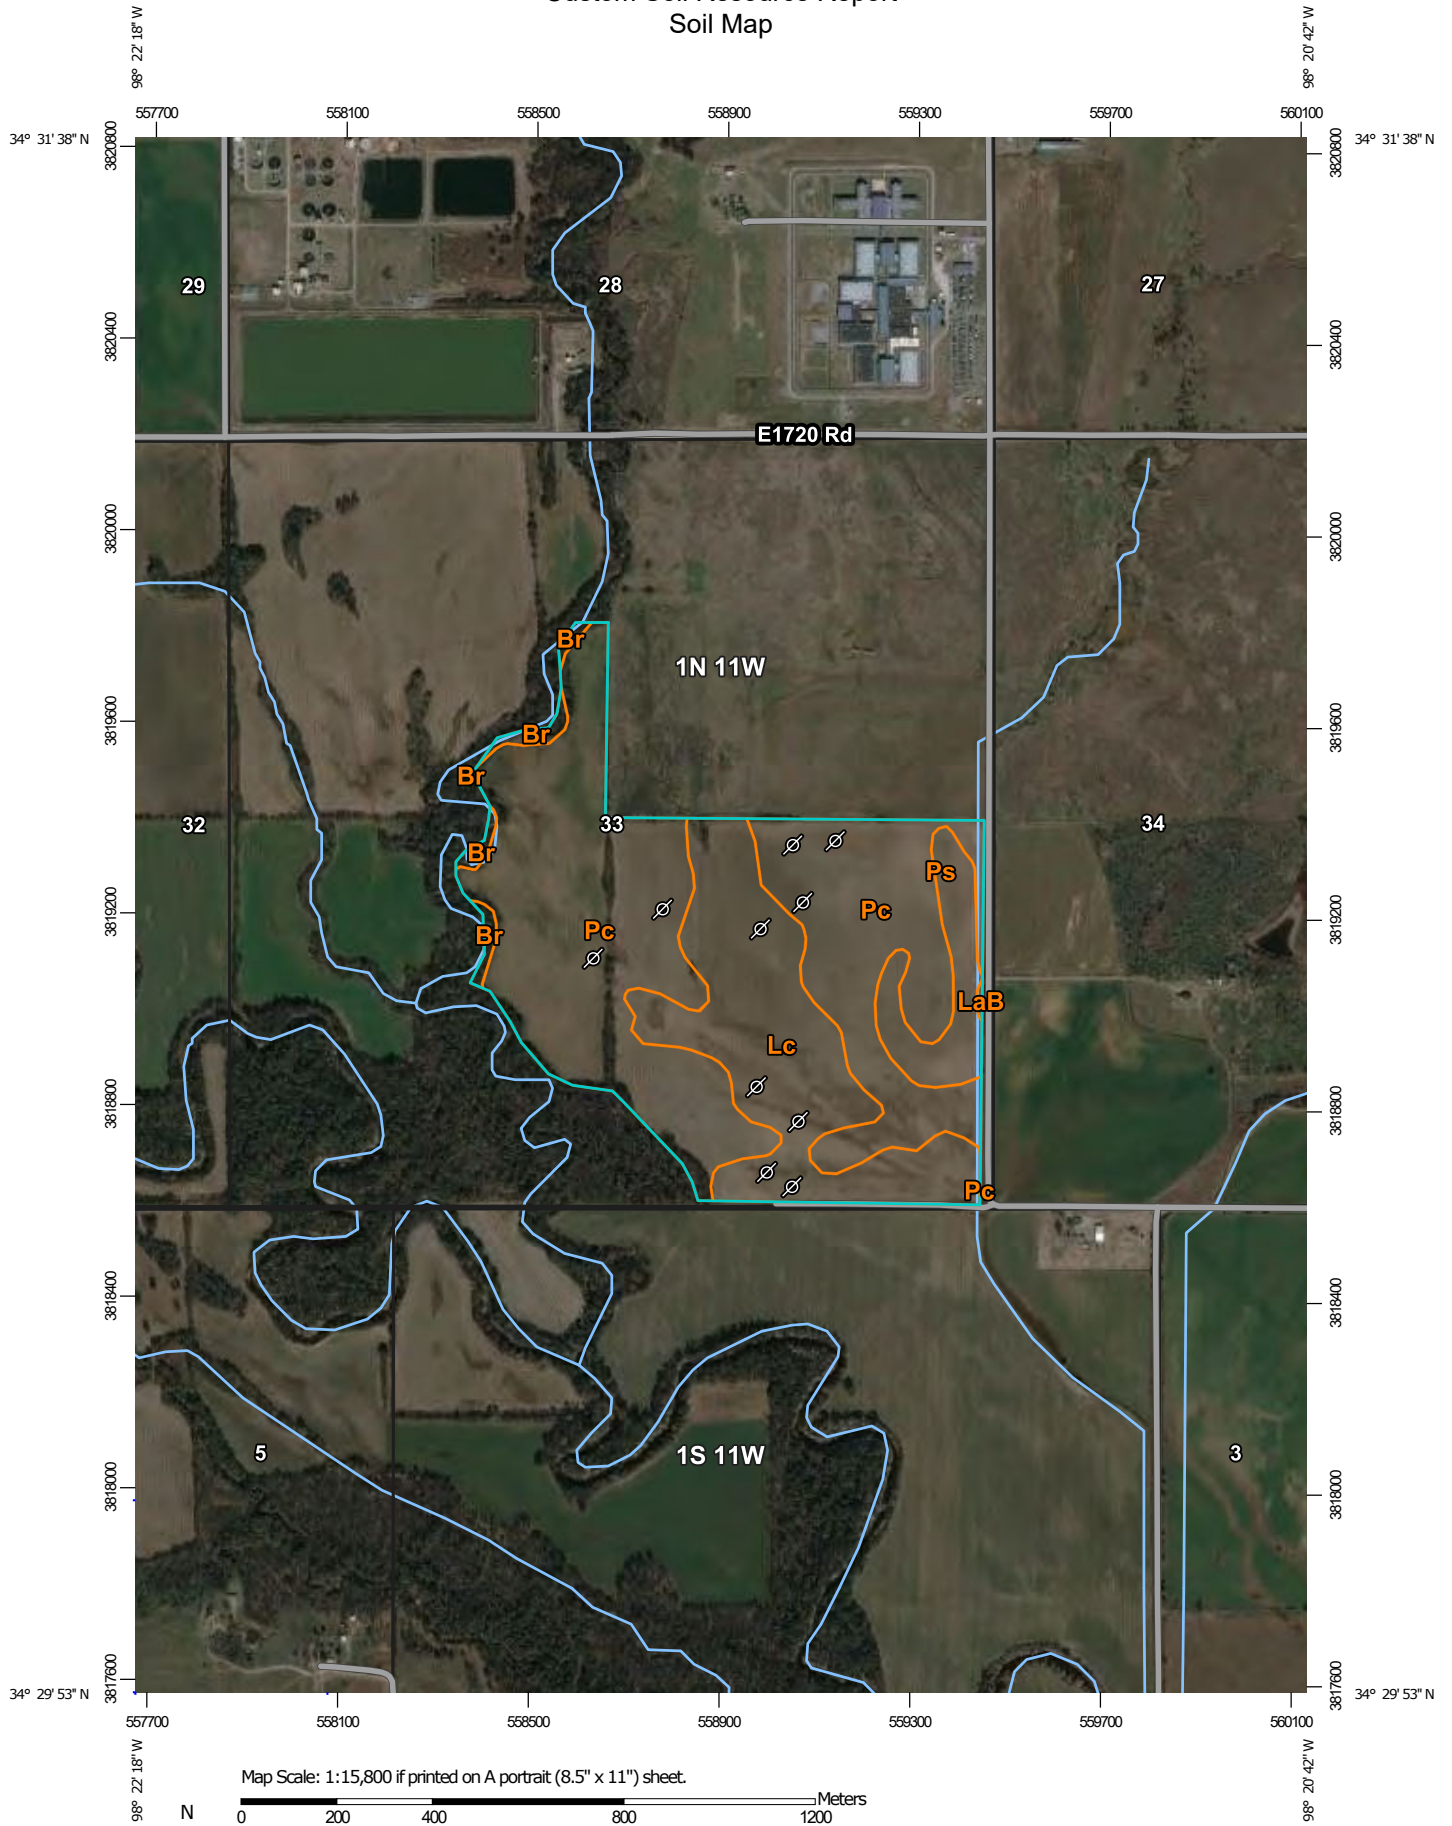 Custom Soil Resource Report
Soil Map
98° 22' 18'' W
98° 20' 42'' W
557700 558100 558500 558900 559300 559700 560100
34° 31' 38'' N
34° 31' 38'' N
3820800
3820800
29
28
27
3820400
3820400
E1720 Rd
3820000
3820000
Br
1N 11W
3819600
3819600
Br
Br
32
33
34
Br
Ps
3819200
3819200
Pc
Pc
Br
LaB
Lc
3818800
3818800
Pc
3818400
3818400
5
1S 11W
3
3818000
3818000
3817600
3817600
34° 29' 53'' N
34° 29' 53'' N
557700 558100 558500 558900 559300 559700 560100
98° 22' 18'' W
98° 20' 42'' W
Map Scale: 1:15,800 if printed on A portrait (8.5" x 11") sheet.
N
Meters
0 200 400 800 1200